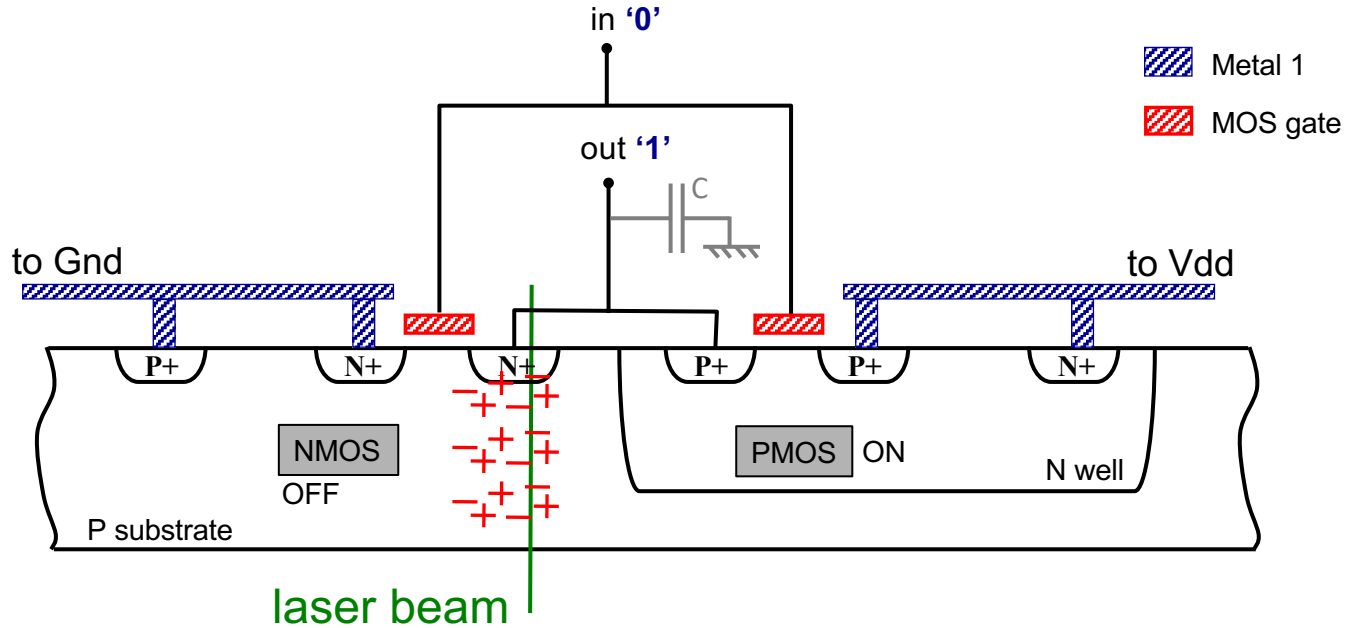 in ‘0’
Metal 1
MOS gate
out ‘1’
C
to Gnd
to Vdd
P+
N+
N+
P+
P+
N+
NMOS
OFF
PMOS
ON
N well
P substrate
laser beam